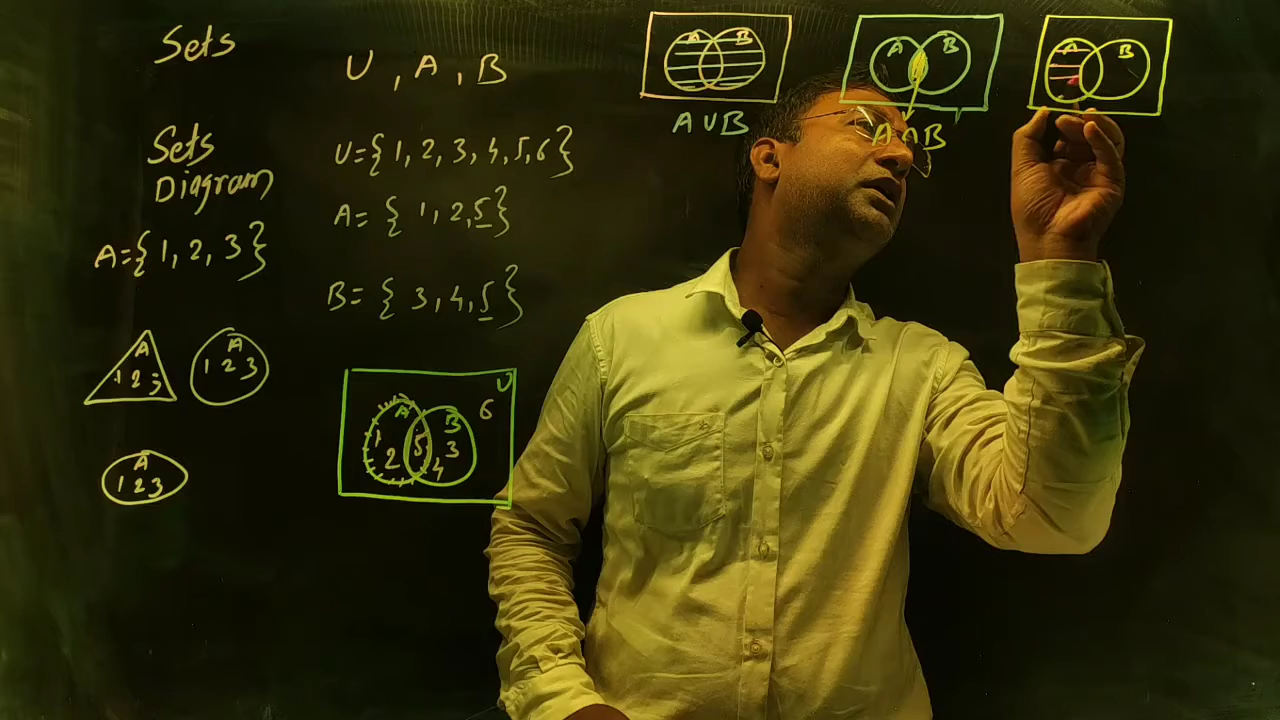 Sets
U, A, B
Sets
Diagram
A={1, 2, 3}
U={1, 2, 3, 4, 5, 6}
A={1, 2, 5}
B={3, 4, 5}
A
1 2 3
A
1 2 3
A
1 2 3
U
A
B
6
1
2
5
3
4
A B
A∪B
A B
A∩B
A B